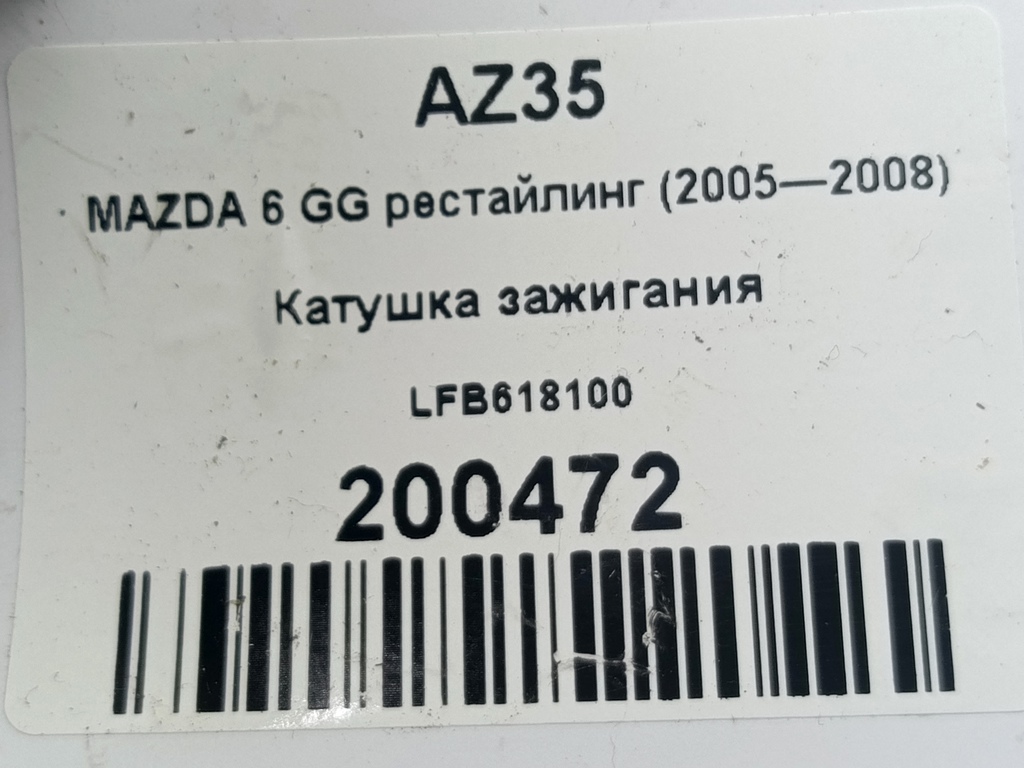 AZ35
MAZDA 6 GG рестайлинг (2005—2008)
Катушка зажигания
LFB618100
200472